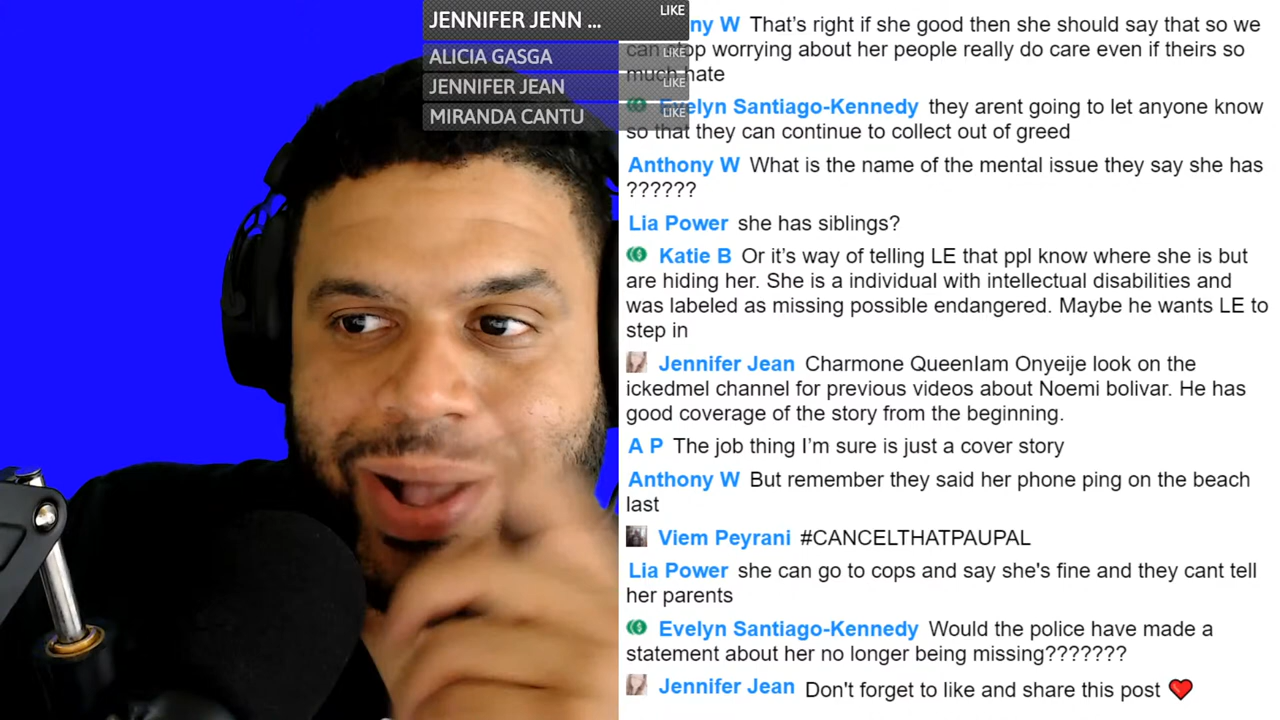 JENNIFER JENN ... LIKE
ALICIA GASGA LIKE
JENNIFER JEAN LIKE
MIRANDA CANTU LIKE
ny W That’s right if she good then she should say that so we
can stop worrying about her people really do care even if theirs so
much hate
Evelyn Santiago-Kennedy they arent going to let anyone know
so that they can continue to collect out of greed
Anthony W What is the name of the mental issue they say she has
??????
Lia Power she has siblings?
Katie B Or it’s way of telling LE that ppl know where she is but
are hiding her. She is a individual with intellectual disabilities and
was labeled as missing possible endangered. Maybe he wants LE to
step in
Jennifer Jean Charmone QueenIam Onyeije look on the
ickedmel channel for previous videos about Noemi bolivar. He has
good coverage of the story from the beginning.
A P The job thing I’m sure is just a cover story
Anthony W But remember they said her phone ping on the beach
last
Viem Peyrani #CANCELTHATPAUPAL
Lia Power she can go to cops and say she's fine and they cant tell
her parents
Evelyn Santiago-Kennedy Would the police have made a
statement about her no longer being missing???????
Jennifer Jean Don't forget to like and share this post ❤️